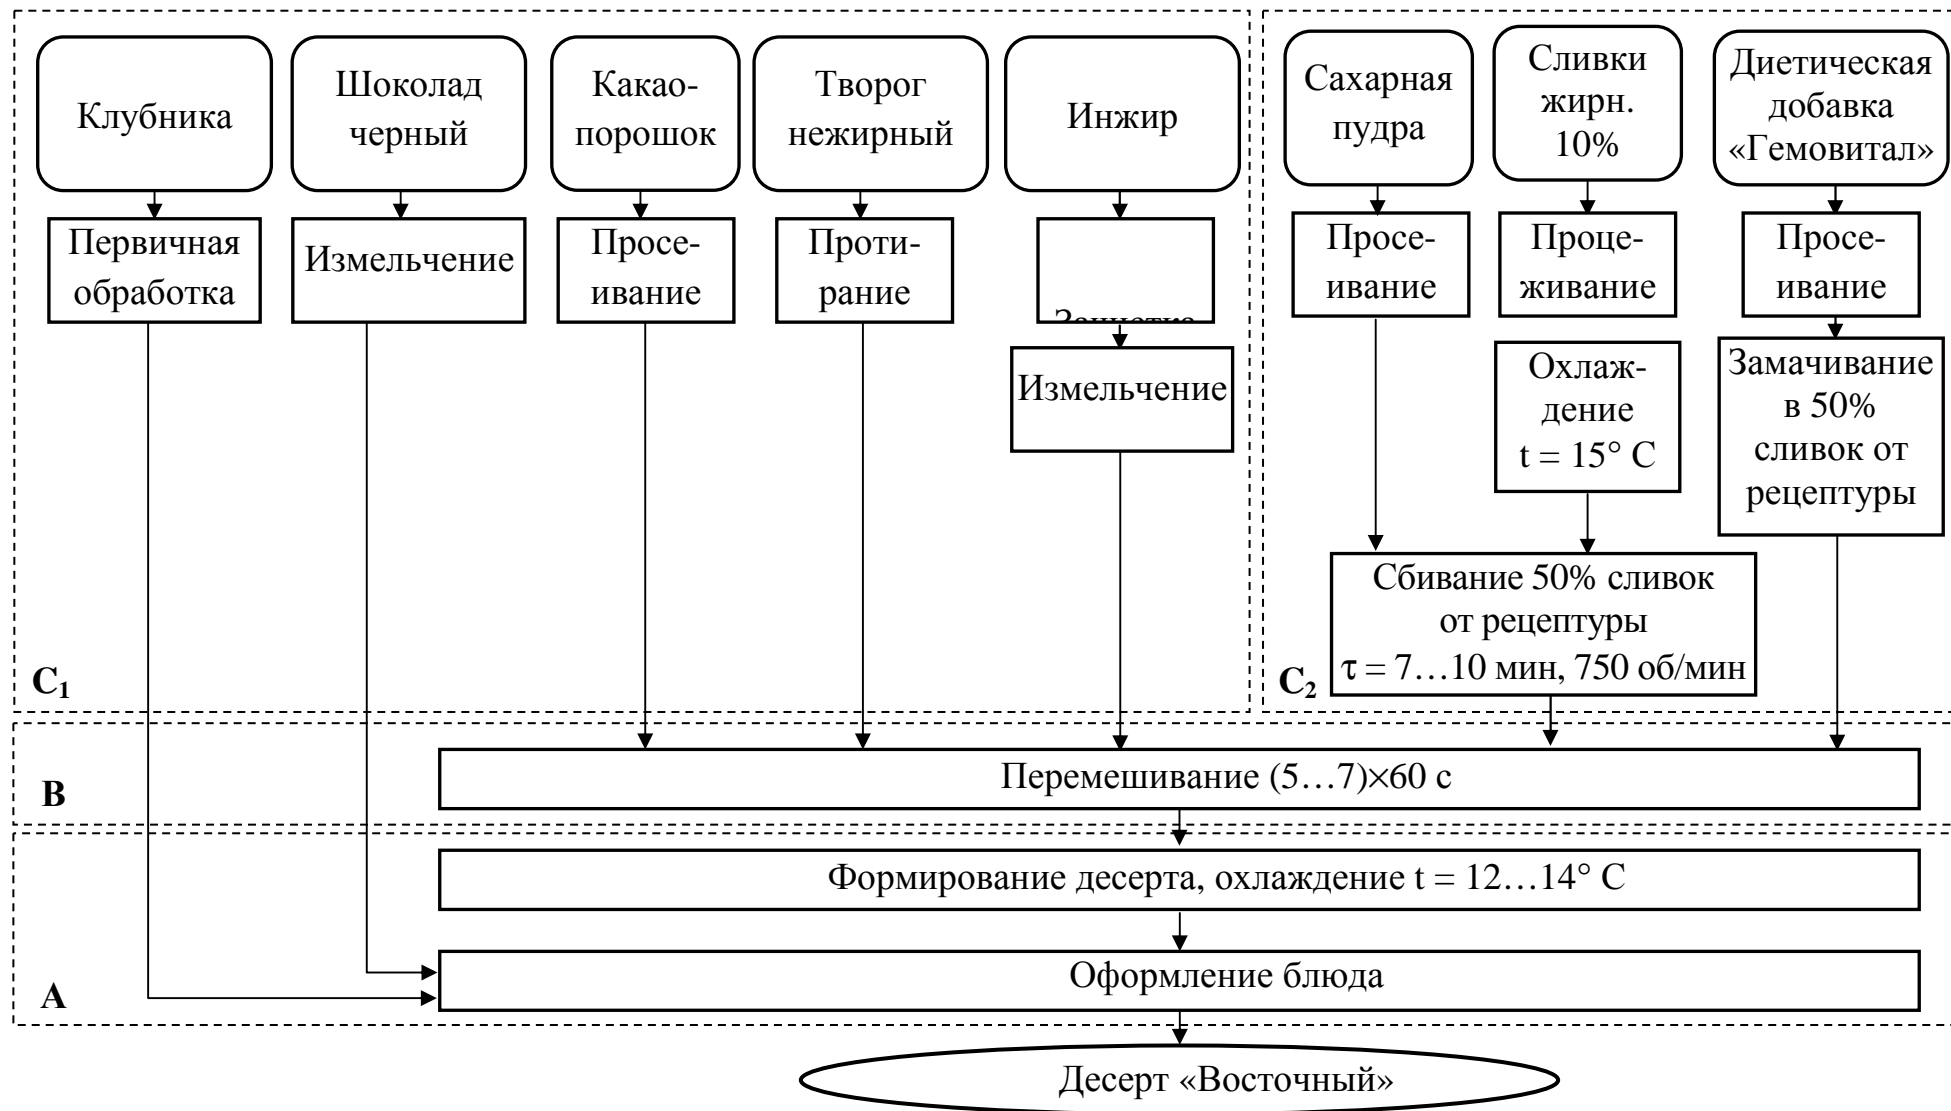 Клубника
Шоколад
черный
Какао-
порошок
Творог
нежирный
Инжир
Сахарная
пудра
Сливки
жирн.
10%
Диетическая
добавка
«Гемовитал»
Первичная
обработка
Измельчение
Просе-
ивание
Проти-
рание
Просе-
ивание
Проце-
живание
Просе-
ивание
Измельчение
Охлаж-
дение
t = 15° С
Замачивание
в 50%
сливок от
рецептуры
Сбивание 50% сливок
от рецептуры
τ = 7…10 мин, 750 об/мин
С1
С2
В
Перемешивание (5…7)×60 с
Формирование десерта, охлаждение t = 12…14° С
А
Оформление блюда
Десерт «Восточный»